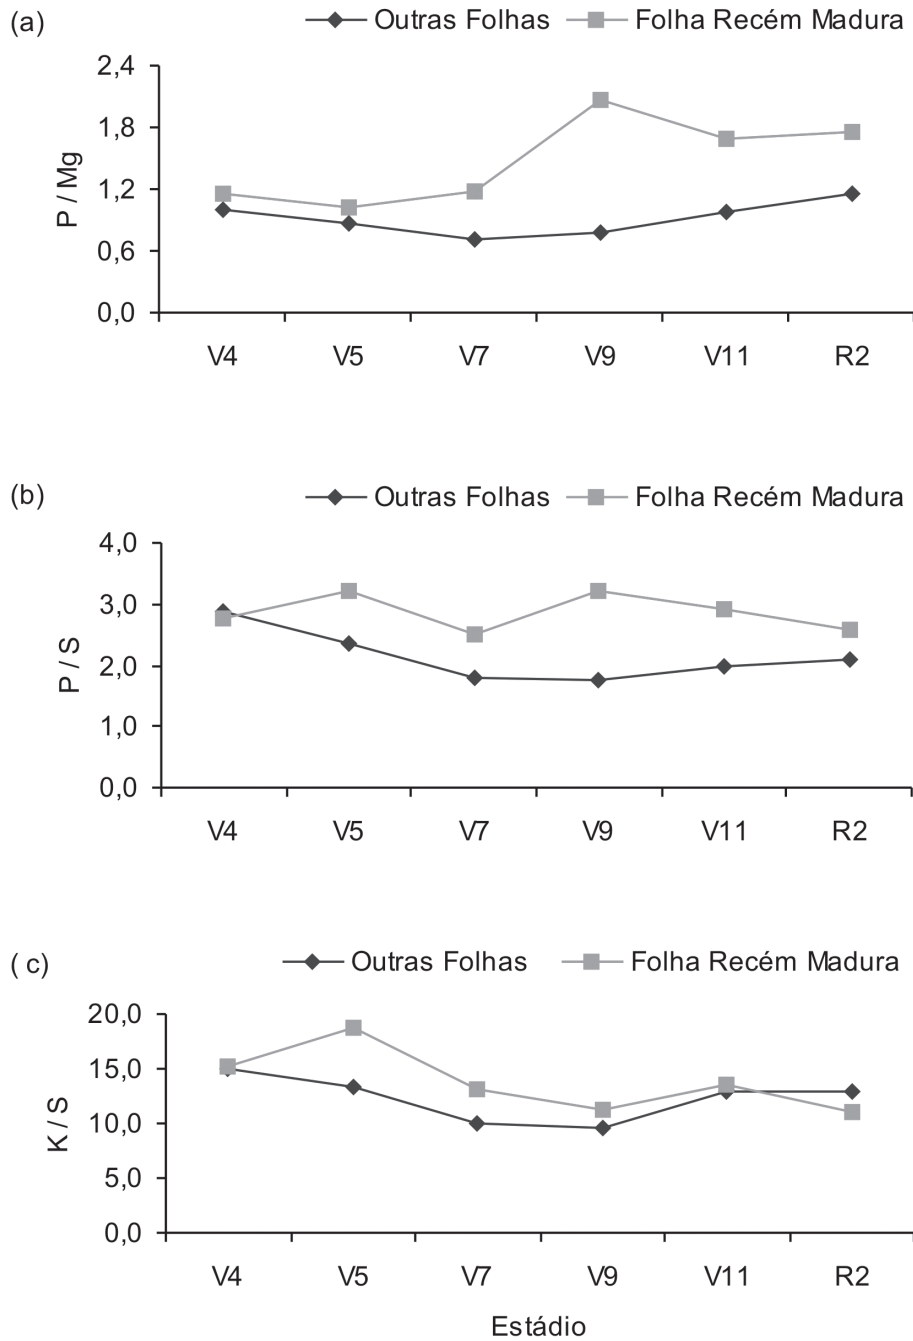 (a)
Outras Folhas Folha Recém Madura
2,4
1,8
1,2
0,6
0,0
P / Mg
V4 V5 V7 V9 V11 R2
(b)
Outras Folhas Folha Recém Madura
4,0
3,0
2,0
1,0
0,0
P / S
V4 V5 V7 V9 V11 R2
( c)
Outras Folhas Folha Recém Madura
20,0
15,0
10,0
5,0
0,0
K / S
V4 V5 V7 V9 V11 R2
Estádio